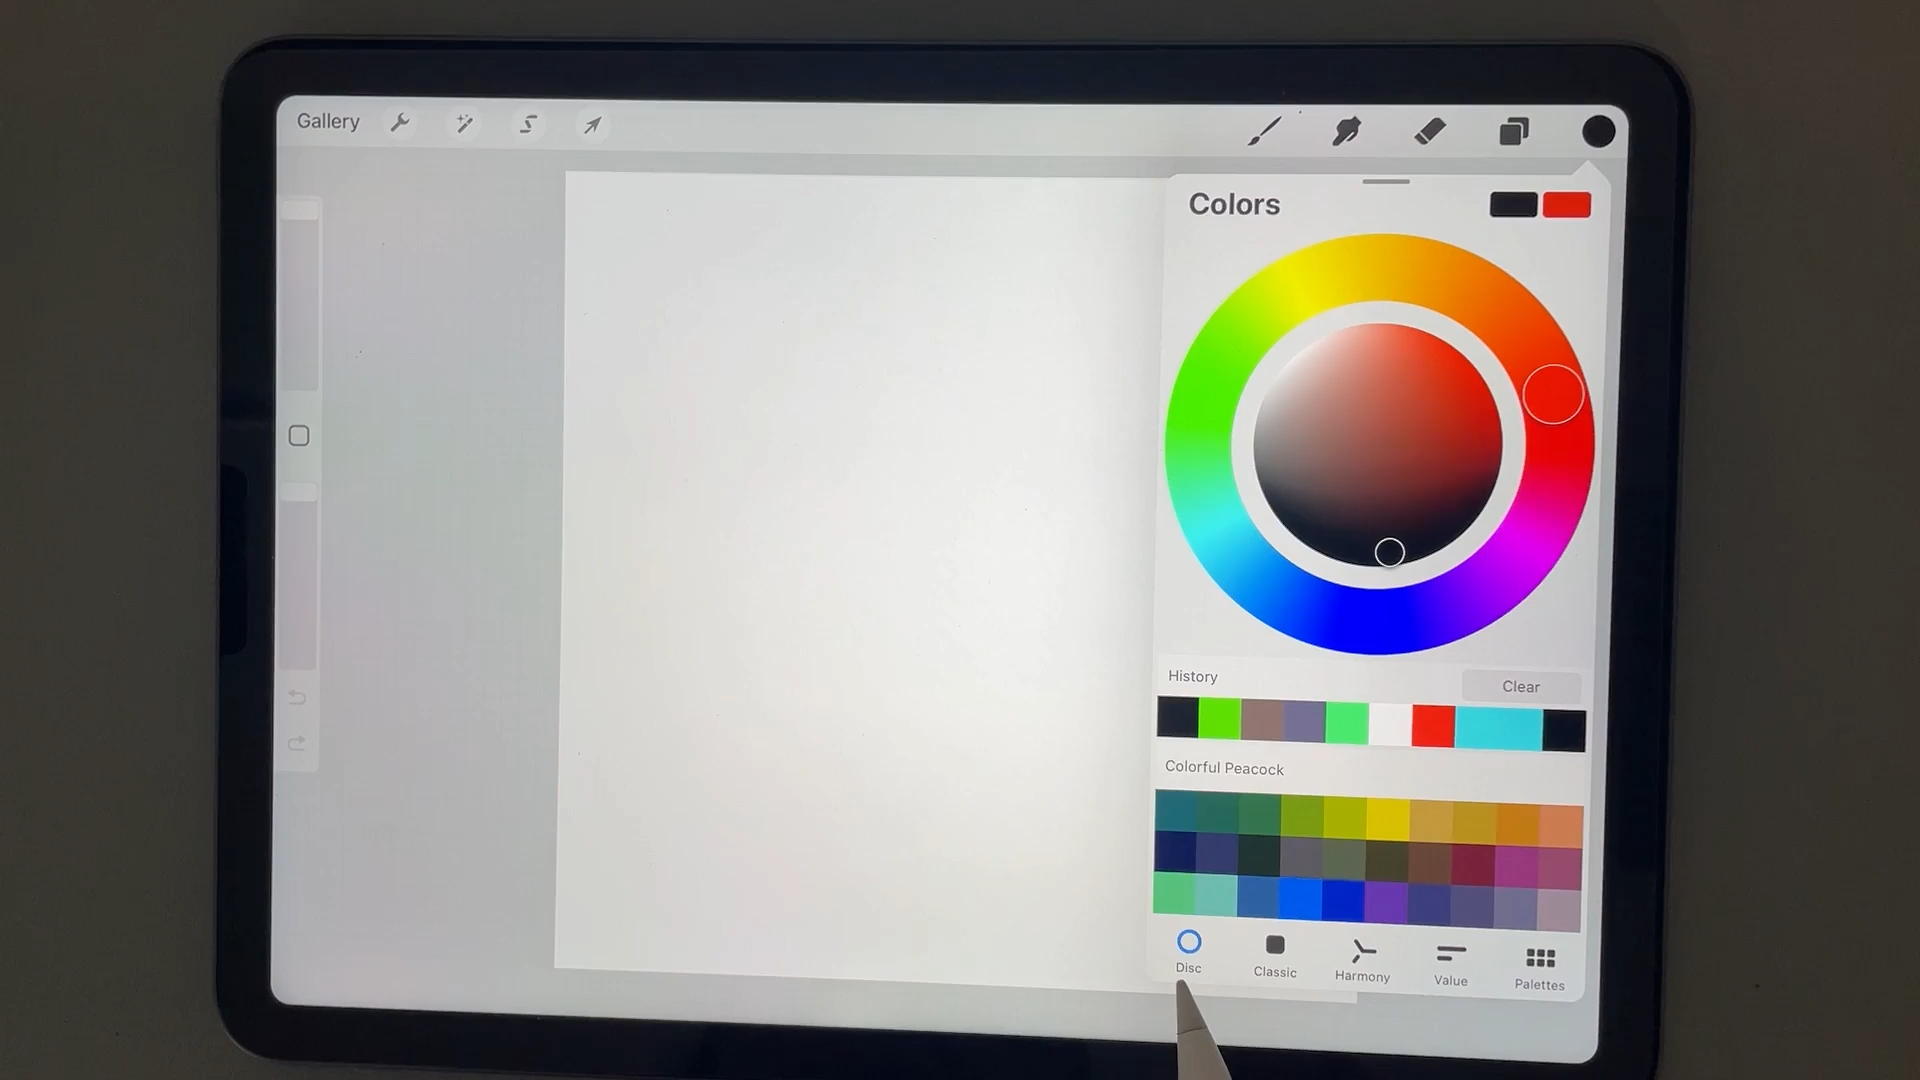 Gallery
Colors
History
Clear
Colorful Peacock
Disc
Classic
Harmony
Value
Palettes